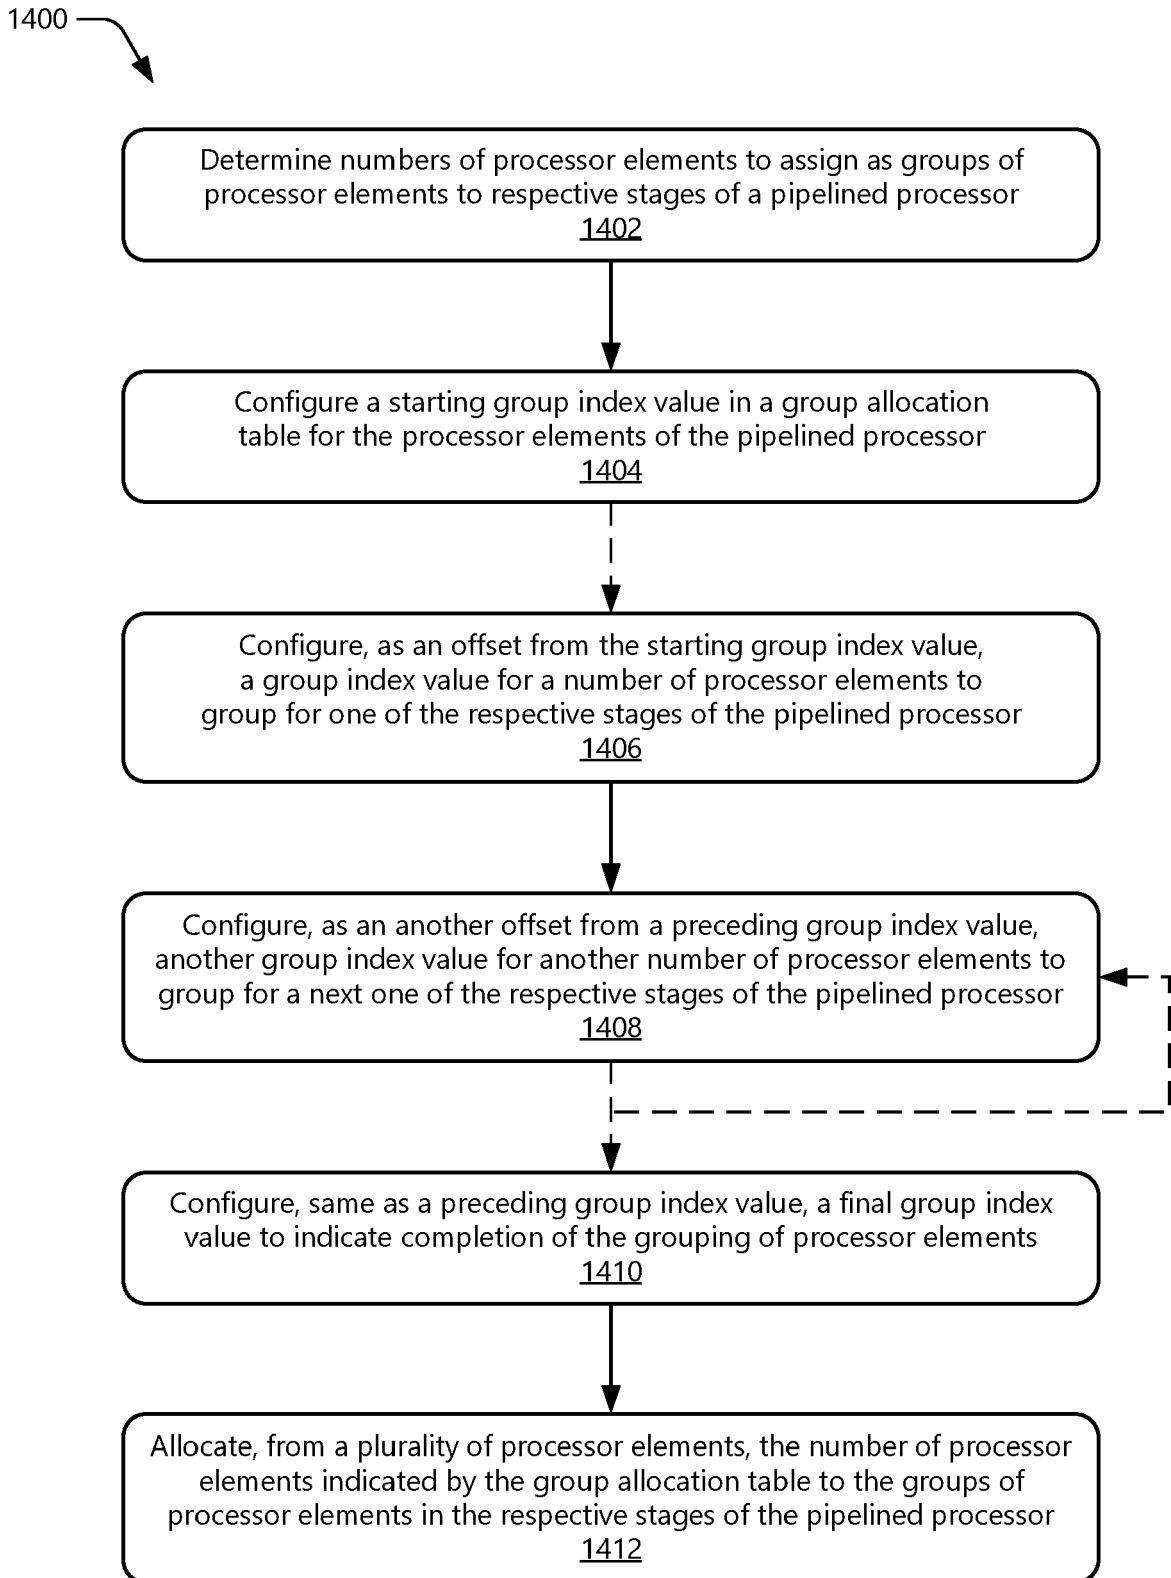 1400
Determine numbers of processor elements to assign as groups of
processor elements to respective stages of a pipelined processor
1402
Configure a starting group index value in a group allocation
table for the processor elements of the pipelined processor
1404
Configure, as an offset from the starting group index value,
a group index value for a number of processor elements to
group for one of the respective stages of the pipelined processor
1406
Configure, as an another offset from a preceding group index value,
another group index value for another number of processor elements to
group for a next one of the respective stages of the pipelined processor
1408
Configure, same as a preceding group index value, a final group index
value to indicate completion of the grouping of processor elements
1410
Allocate, from a plurality of processor elements, the number of processor
elements indicated by the group allocation table to the groups of
processor elements in the respective stages of the pipelined processor
1412